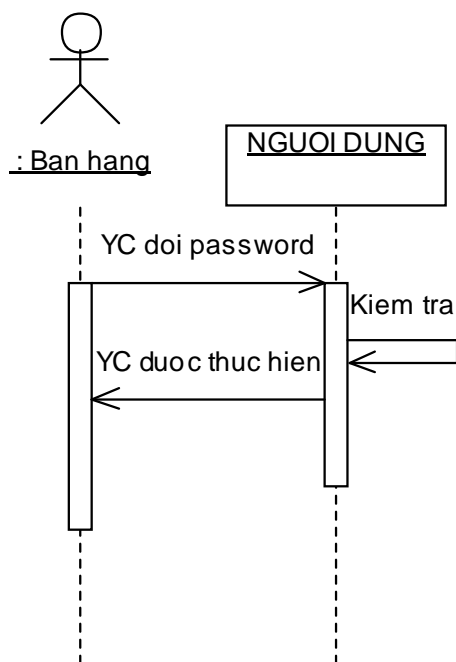 : Ban hang
NGUOI DUNG
YC doi password
Kiem tra
YC duoc thuc hien